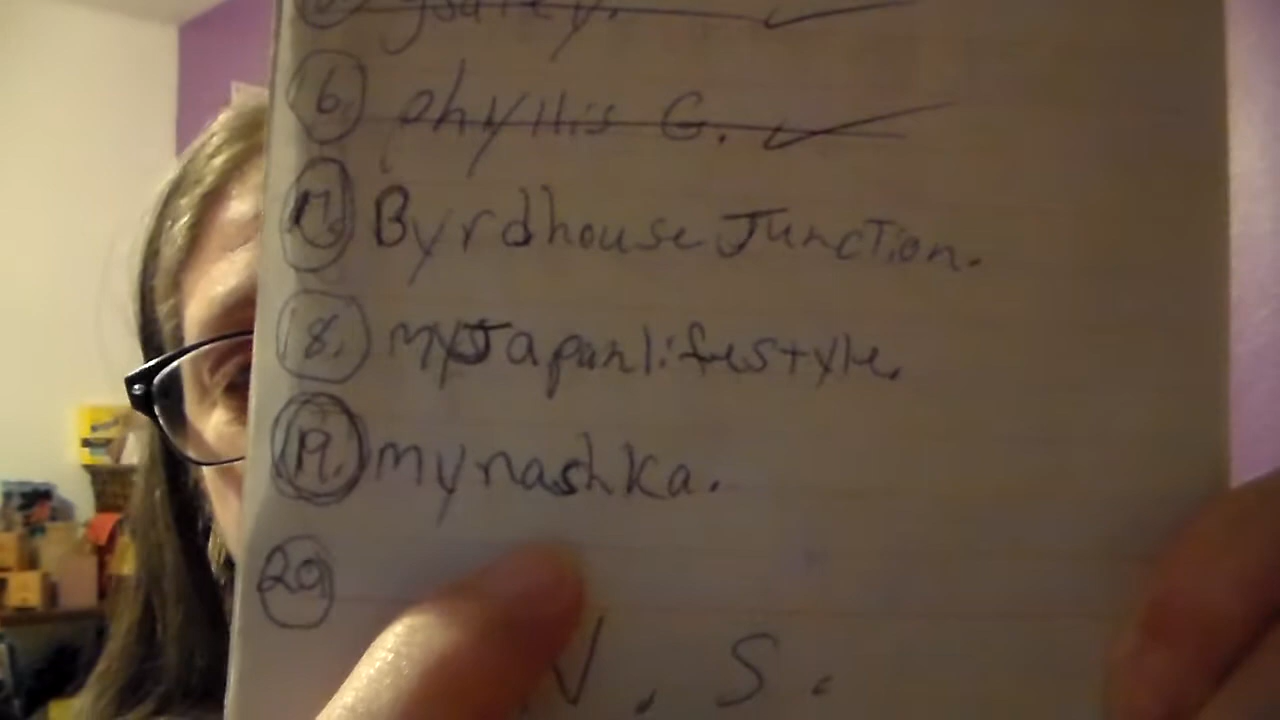 6. phyllis G.
17. Byrdhouse Junction.
18. myJapanlifestyle.
19. mynashka.
20
. S.